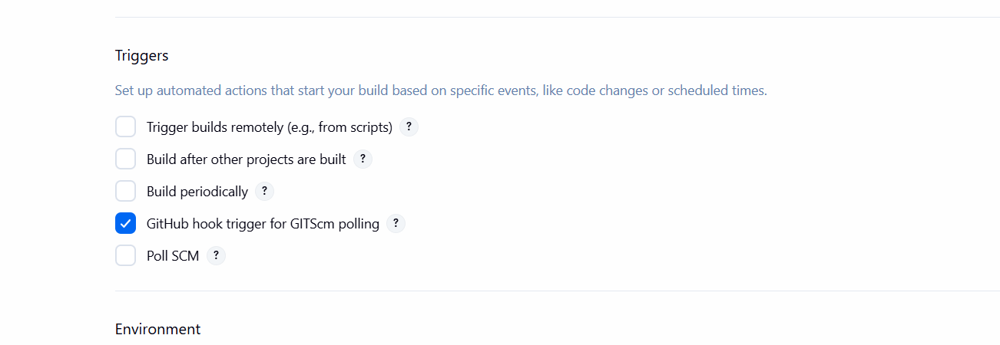 Triggers
Set up automated actions that start your build based on specific events, like code changes or scheduled times.
Trigger builds remotely (e.g., from scripts) ?
Build after other projects are built ?
Build periodically ?
GitHub hook trigger for GITScm polling ?
Poll SCM ?
Environment